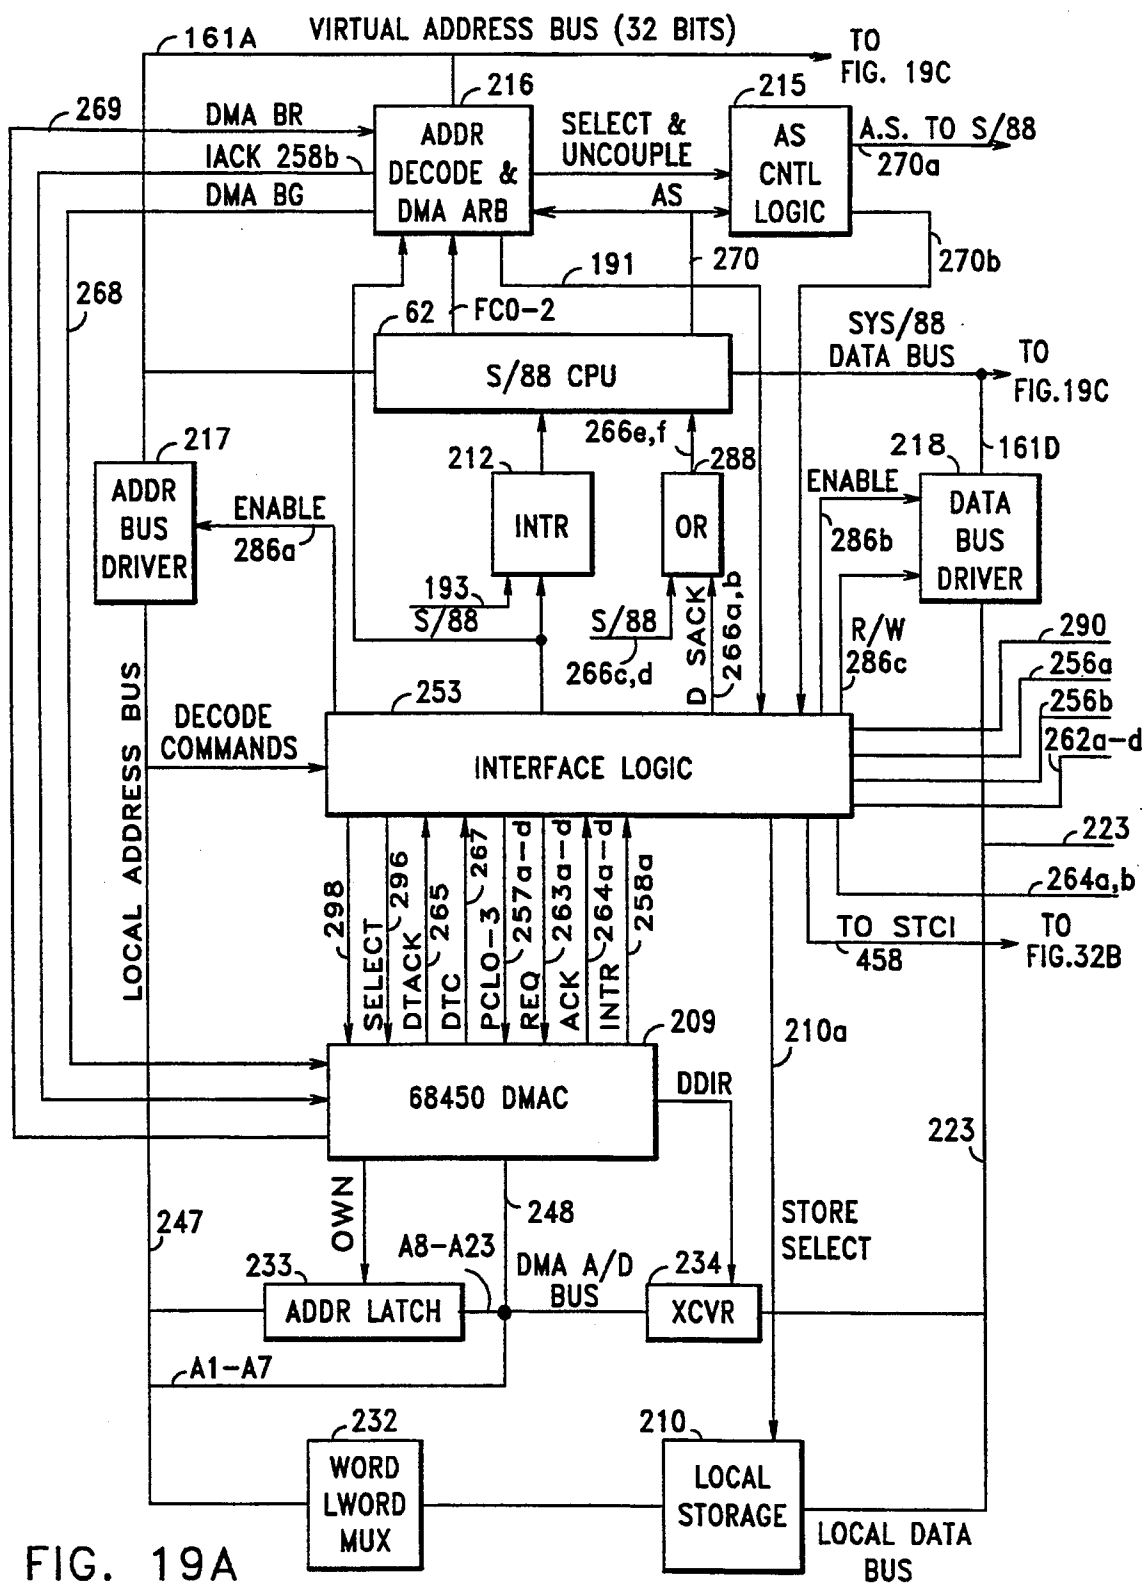 VIRTUAL ADDRESS BUS (32 BITS)
161A
TO
FIG. 19C
269
DMA BR
IACK 258b
DMA BG
216
ADDR
DECODE &
DMA ARB
SELECT &
UNCOUPLE
AS
215
AS
CNTL
LOGIC
A.S. TO S/88
270a
268
191
270
270b
62
FC0-2
S/88 CPU
SYS/88
DATA BUS
TO
FIG.19C
217
ADDR
BUS
DRIVER
ENABLE
286a
212
INTR
266e,f
288
OR
193
S/88
S/88
266c,d
D SACK
266a,b
ENABLE
286b
218
161D
DATA
BUS
DRIVER
R/W
286c
290
256a
256b
262a-d
LOCAL ADDRESS BUS
DECODE
COMMANDS
253
INTERFACE LOGIC
223
264a,b
298
SELECT
296
DTACK
265
DTC
267
PCLO-3
257a-d
REQ
263a-d
ACK
264a-d
INTR
258a
TO STCI
458
TO
FIG.32B
209
68450 DMAC
DDIR
210a
223
OWN
248
247
A8-A23
STORE
SELECT
233
ADDR LATCH
DMA A/D
BUS
234
XCVR
A1-A7
232
WORD
LWORD
MUX
210
LOCAL
STORAGE
LOCAL DATA
BUS
FIG. 19A